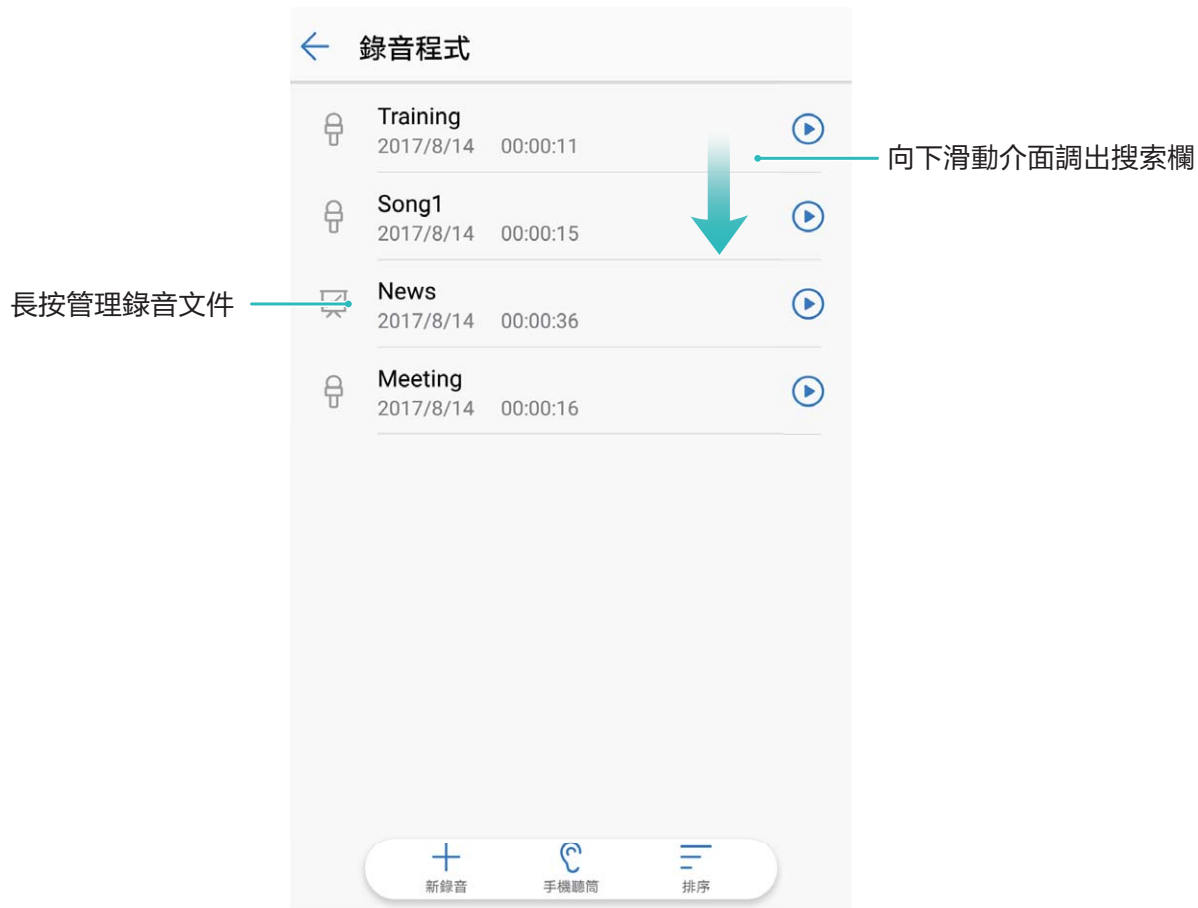 錄音程式
Training
2017/8/14 00:00:11
向下滑動介面調出搜索欄
Song1
2017/8/14 00:00:15
長按管理錄音文件
News
2017/8/14 00:00:36
Meeting
2017/8/14 00:00:16
新錄音 手機聽筒 排序